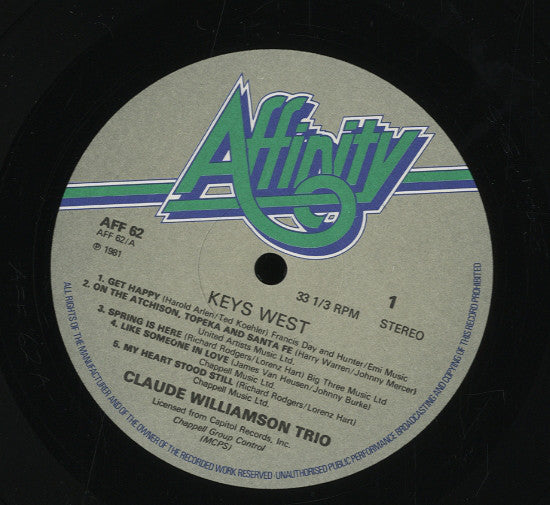 Affinity
AFF 62
AFF 62/A
℗ 1981
KEYS WEST
33 1/3 RPM
1
STEREO
1. GET HAPPY (Harold Arlen/Ted Koehler) Francis Day and Hunter/Emi Music
2. ON THE ATCHISON, TOPEKA AND SANTA FE (Harry Warren/Johnny Mercer)
United Artists Music Ltd.
3. SPRING IS HERE (Richard Rodgers/Lorenz Hart) Big Three Music Ltd
4. LIKE SOMEONE IN LOVE (James Van Heusen/Johnny Burke)
Chappell Music Ltd.
5. MY HEART STOOD STILL (Richard Rodgers/Lorenz Hart)
Chappell Music Ltd.
CLAUDE WILLIAMSON TRIO
Licensed from Capitol Records, Inc.
Chappell Group Control
(MCPS)
ALL RIGHTS OF THE MANUFACTURER AND OF THE OWNER OF THE RECORDED WORK RESERVED - UNAUTHORISED PUBLIC PERFORMANCE BROADCASTING AND COPYING OF THIS RECORD PROHIBITED